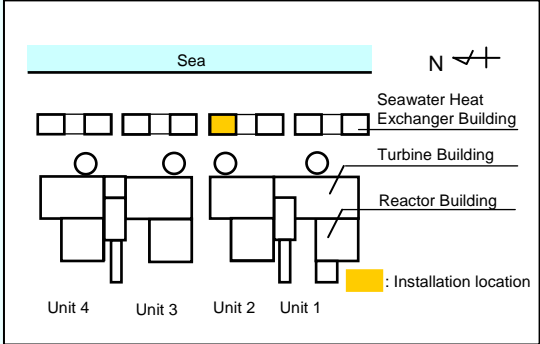 Sea
N
Seawater Heat
Exchanger Building
Turbine Building
Reactor Building
: Installation location
Unit 4
Unit 3
Unit 2
Unit 1